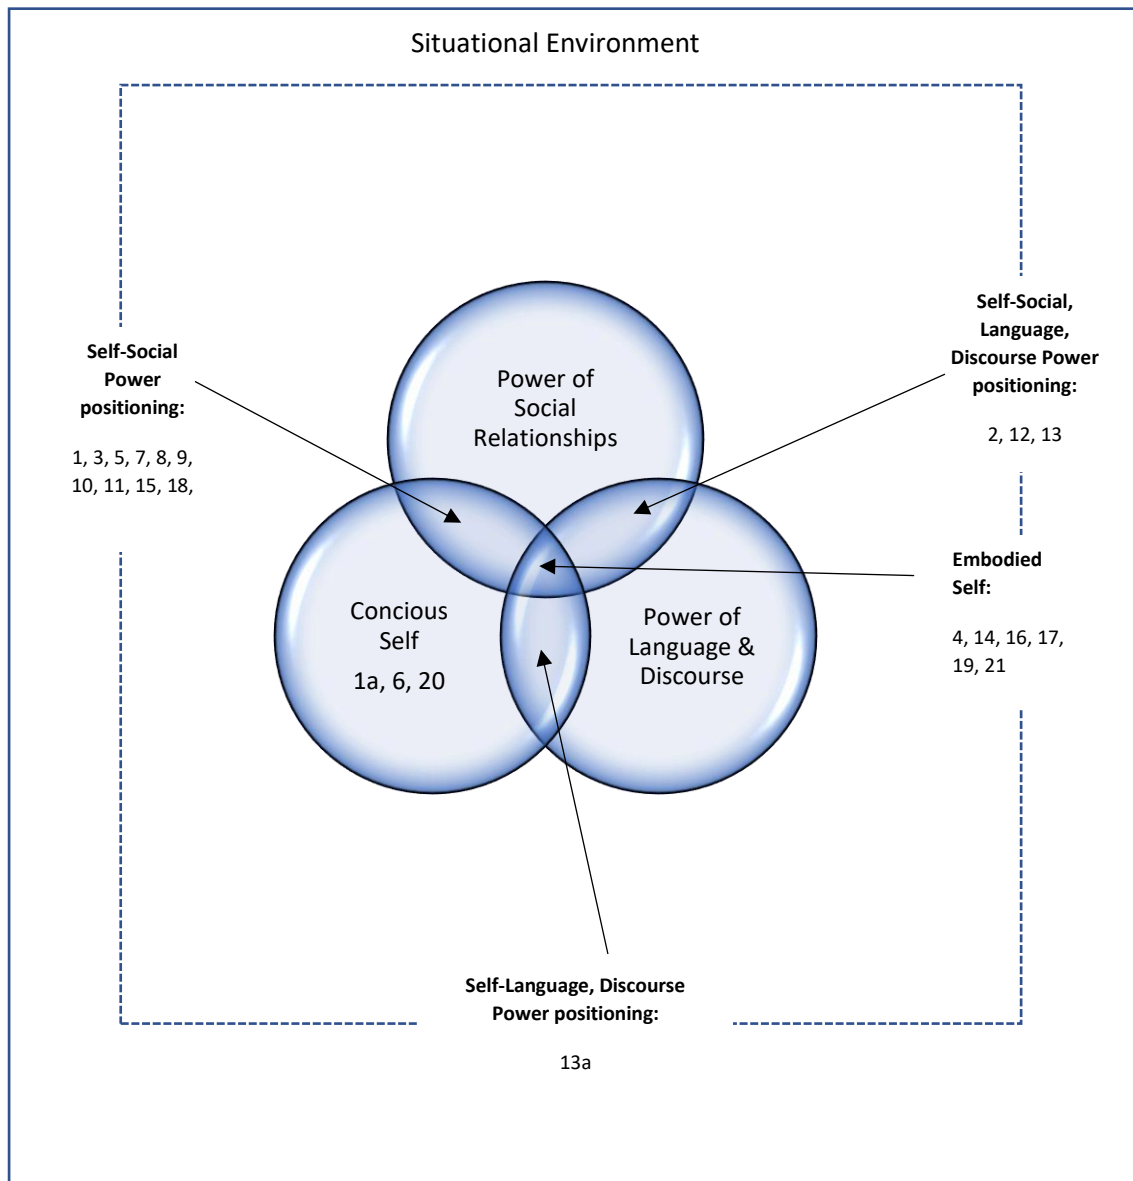 Situational Environment
Self-Social
Power
positioning:
1, 3, 5, 7, 8, 9,
10, 11, 15, 18,
Power of
Social
Relationships
Self-Social,
Language,
Discourse Power
positioning:
2, 12, 13
Concious
Self
1a, 6, 20
Power of
Language &
Discourse
Embodied
Self:
4, 14, 16, 17,
19, 21
Self-Language, Discourse
Power positioning:
13a